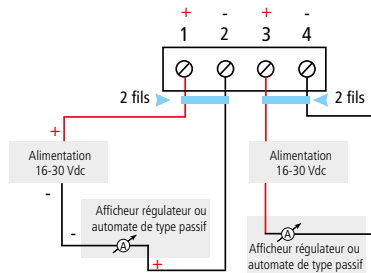 + - + -
1 2 3 4
2 fils 2 fils
+
Alimentation
16-30 Vdc
Alimentation
16-30 Vdc
-
Afficheur régulateur ou
automate de type passif
- A +
A
Afficheur régulateur ou
automate de type passif